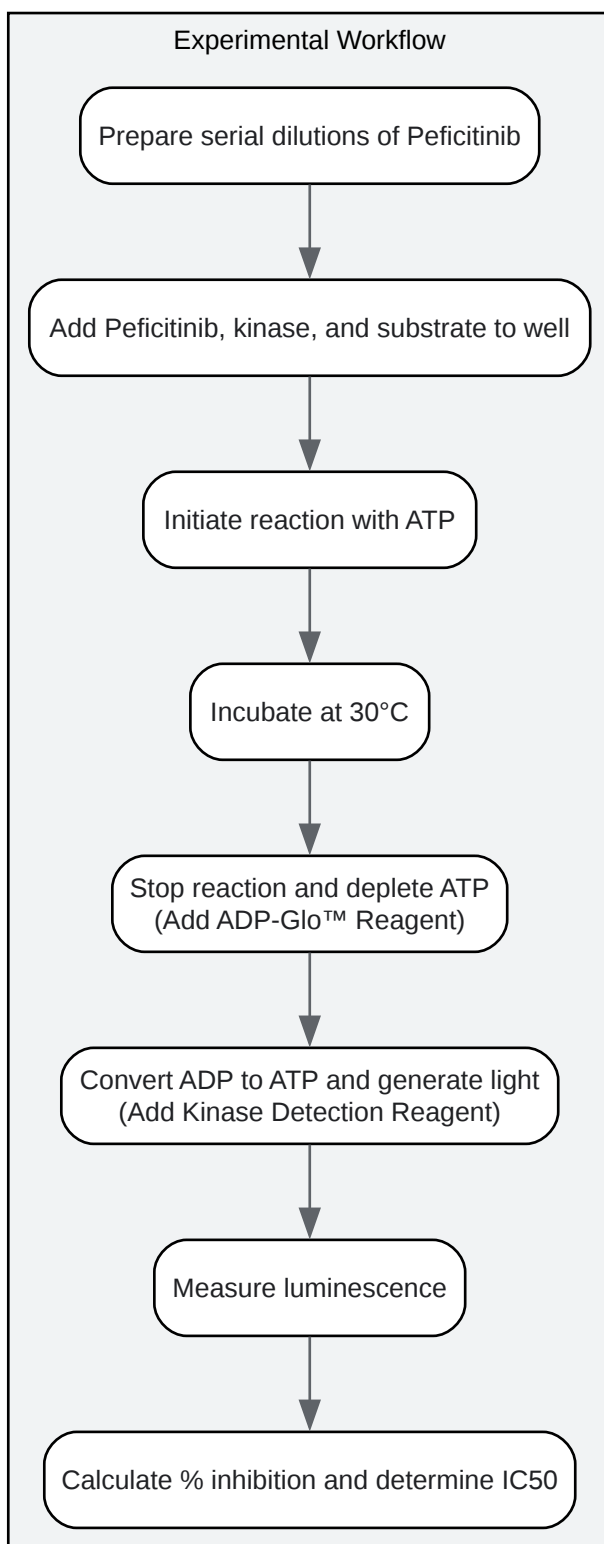 Experimental Workflow
Prepare serial dilutions of Peficitinib
Add Peficitinib, kinase, and substrate to well
Initiate reaction with ATP
Incubate at 30°C
Stop reaction and deplete ATP
(Add ADP-Glo™ Reagent)
Convert ADP to ATP and generate light
(Add Kinase Detection Reagent)
Measure luminescence
Calculate % inhibition and determine IC50